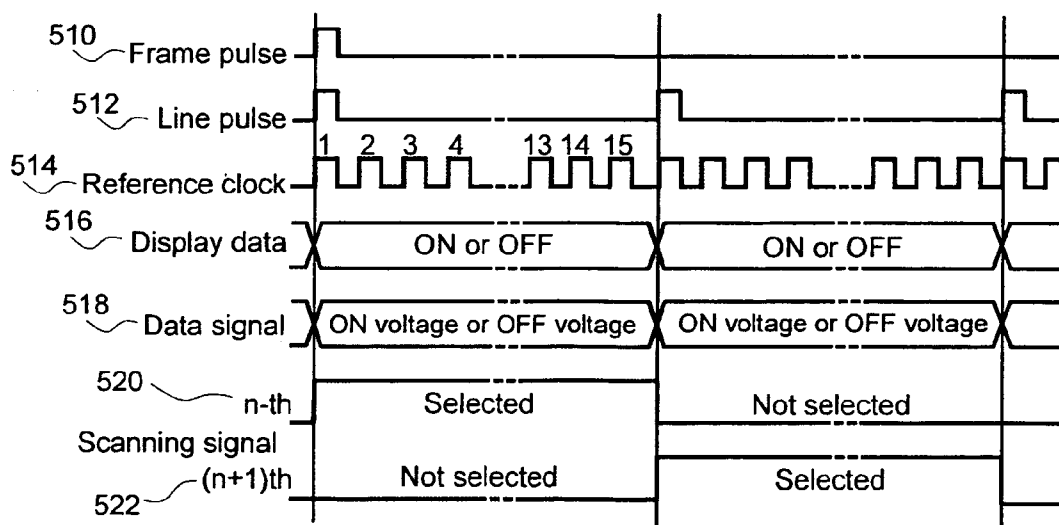 510
Frame pulse
512
Line pulse
1 2 3 4 13 14 15
514
Reference clock
516
Display data
ON or OFF ON or OFF
518
Data signal
ON voltage or OFF voltage ON voltage or OFF voltage
520
n-th
Selected Not selected
Scanning signal
(n+1)th
Not selected Selected
522